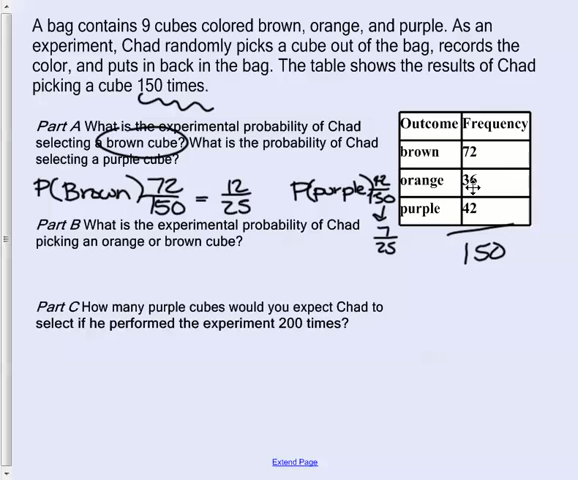 A bag contains 9 cubes colored brown, orange, and purple. As an
experiment, Chad randomly picks a cube out of the bag, records the
color, and puts in back in the bag. The table shows the results of Chad
picking a cube 150 times.
Part A What is the experimental probability of Chad
selecting a brown cube? What is the probability of Chad
selecting a purple cube?
P(Brown) 72/150 = 12/25 P(purple) 42/150
7/25
Part B What is the experimental probability of Chad
picking an orange or brown cube?
Outcome Frequency
brown 72
orange 36
purple 42
150
Part C How many purple cubes would you expect Chad to
select if he performed the experiment 200 times?
Extend Page